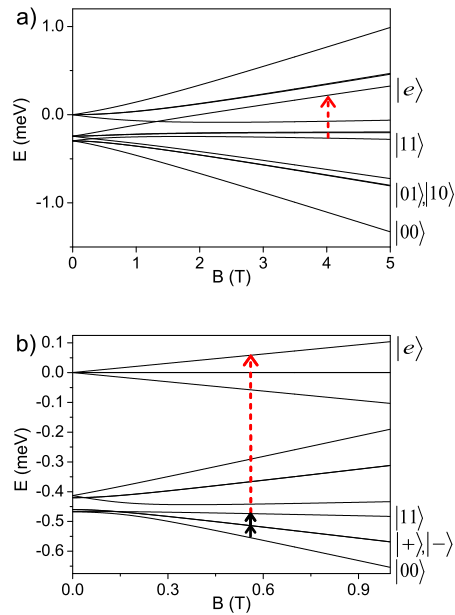 a)
1.0
0.0
-1.0
E (meV)
0 1 2 3 4 5
B (T)
|e⟩
|11⟩
|01⟩,|10⟩
|00⟩
b)
0.1
0.0
-0.1
-0.2
-0.3
-0.4
-0.5
-0.6
E (meV)
0.0 0.3 0.6 0.9
B (T)
|e⟩
|11⟩
|+⟩,|−⟩
|00⟩